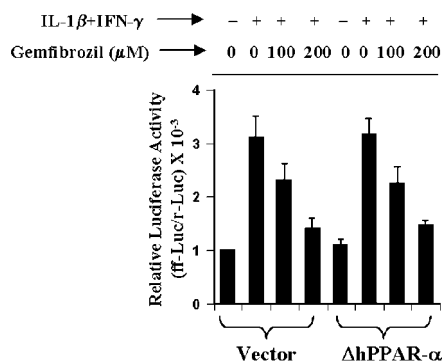 IL-1β+IFN-γ – + + + – + + +
Gemfibrozil (μM) 0 0 100 200 0 0 100 200
Relative Luciferase Activity
(ff-Luc/r-Luc) X 10-3
4
3
2
1
0
Vector ΔhPPAR-α